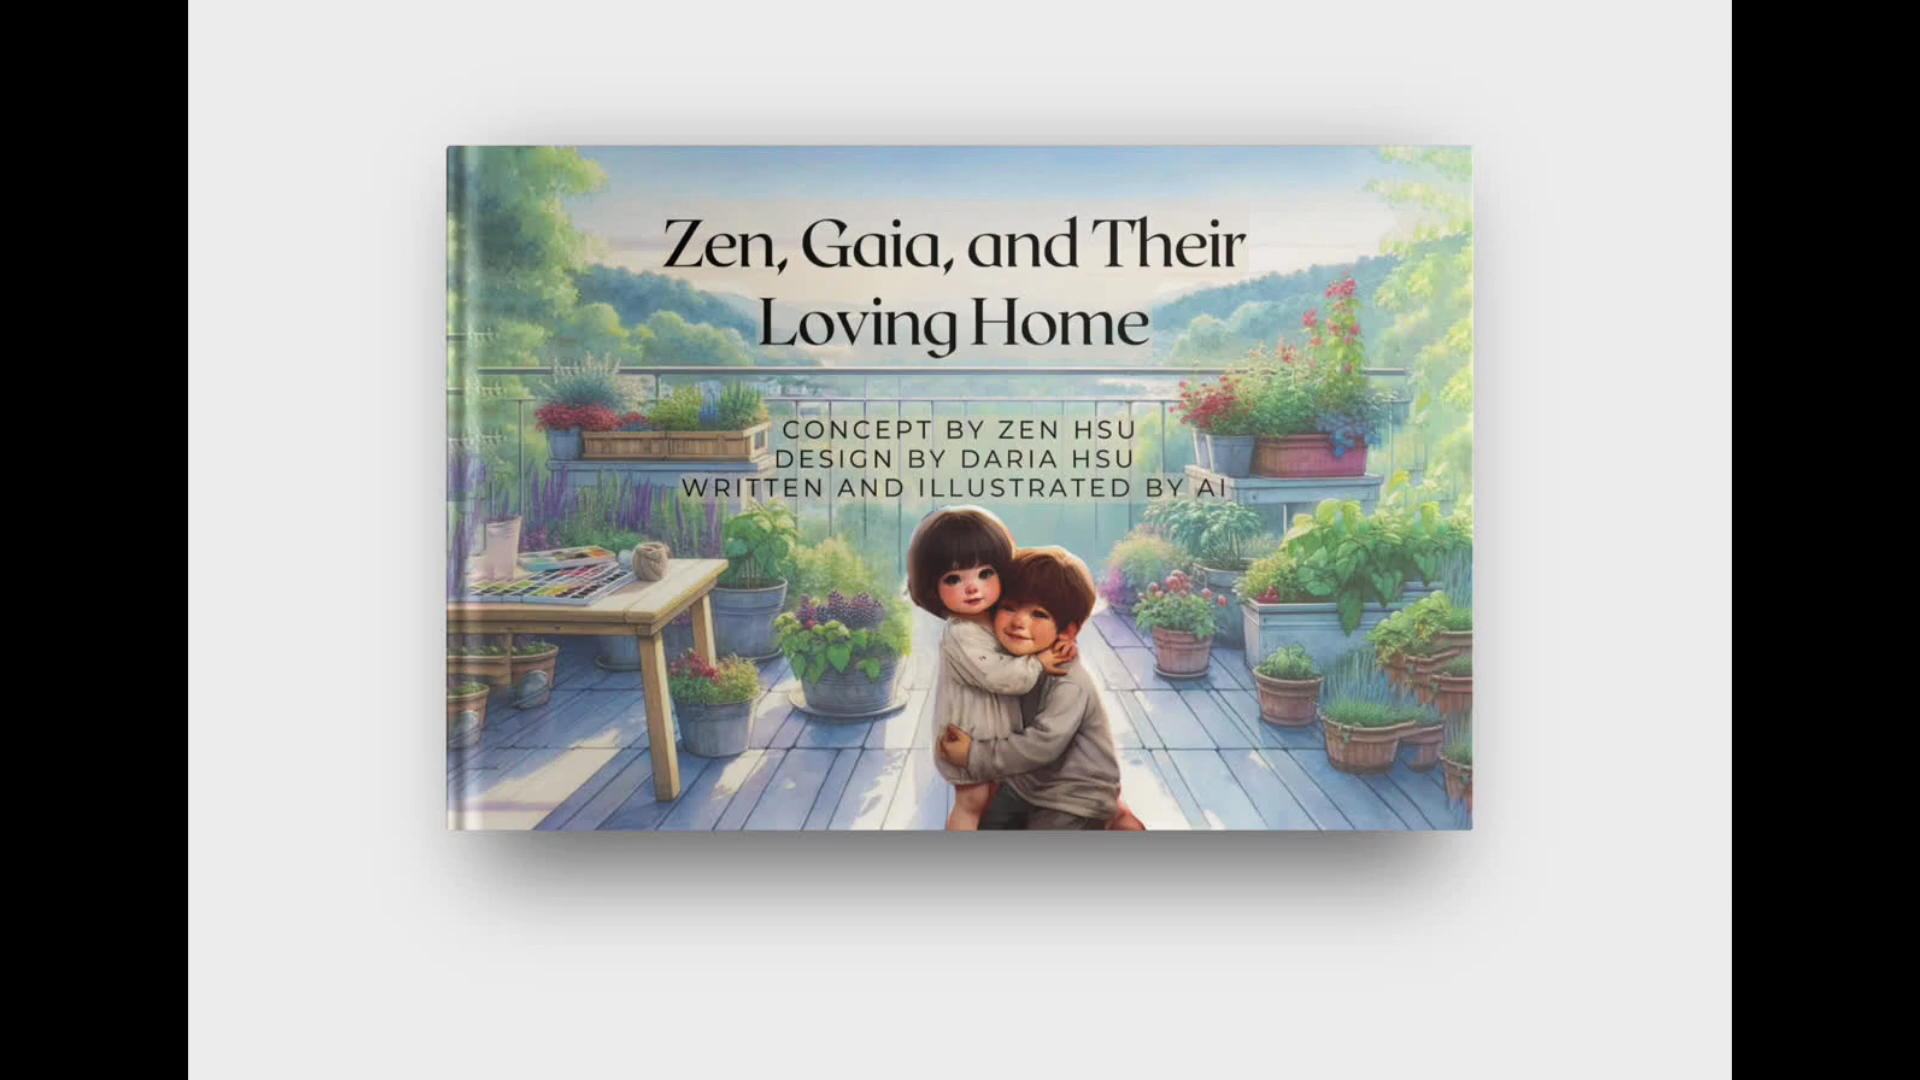 Zen, Gaia, and Their
Loving Home
CONCEPT BY ZEN HSU
DESIGN BY DARIA HSU
WRITTEN AND ILLUSTRATED BY AI